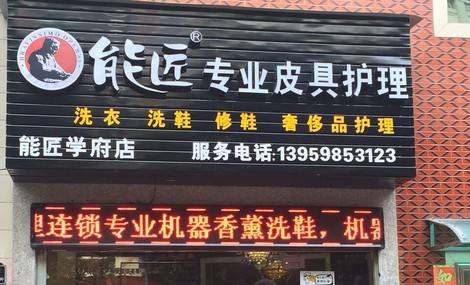 能匠® 专业皮具护理
洗衣 洗鞋 修鞋 奢侈品护理
能匠学府店 服务电话:13959853123
连锁专业机器香薰洗鞋，机